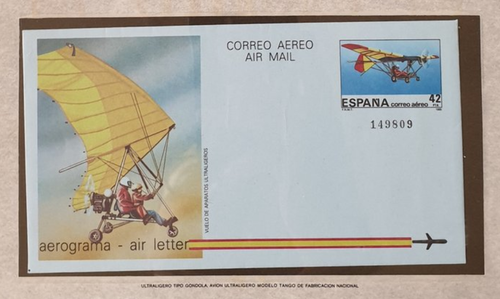 CORREO AEREO
AIR MAIL
ESPAÑA correo aéreo 42
149809
VUELO DE APARATOS ULTRALIGEROS
aerograma - air letter
ULTRALIGERO TIPO GONDOLA. AVION ULTRALIGERO MODELO TANGO DE FABRICACION NACIONAL